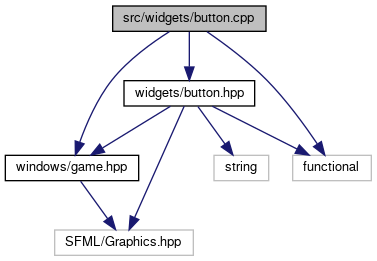 src/widgets/button.cpp
widgets/button.hpp
windows/game.hpp
string
functional
SFML/Graphics.hpp